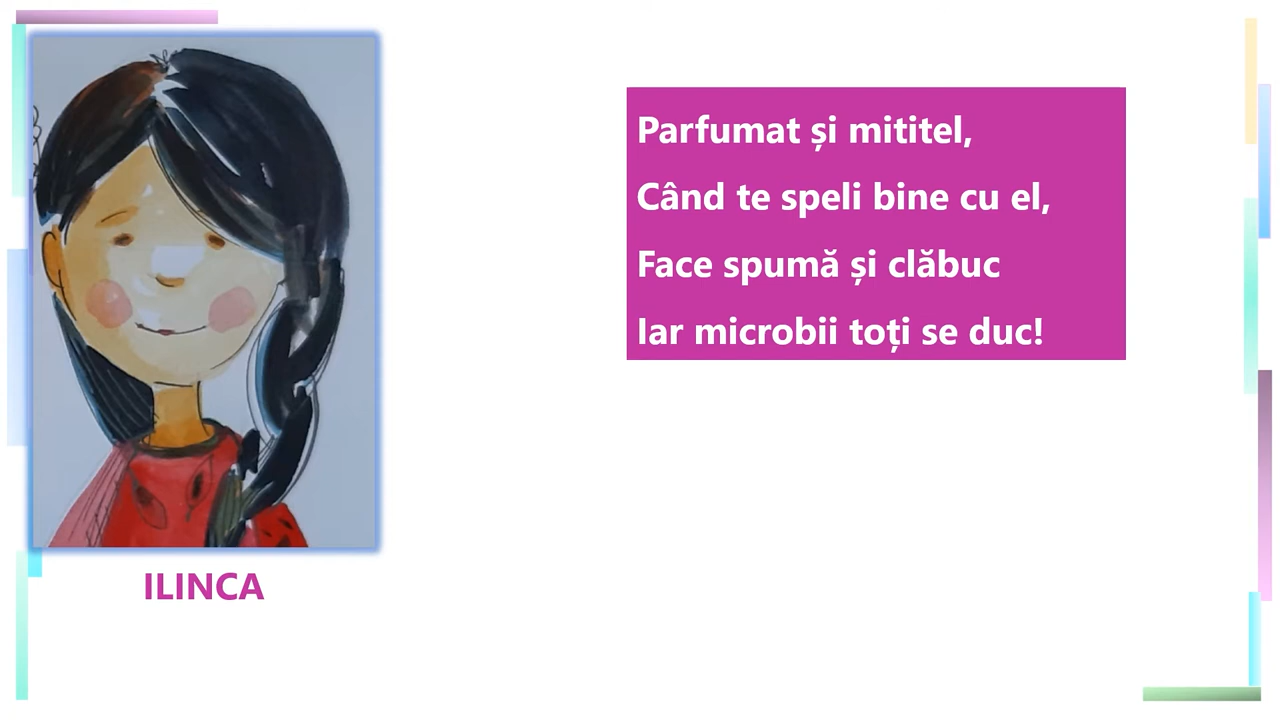 Parfumat și mititel,
Când te speli bine cu el,
Face spumă și clăbuc
Iar microbii toți se duc!
ILINCA